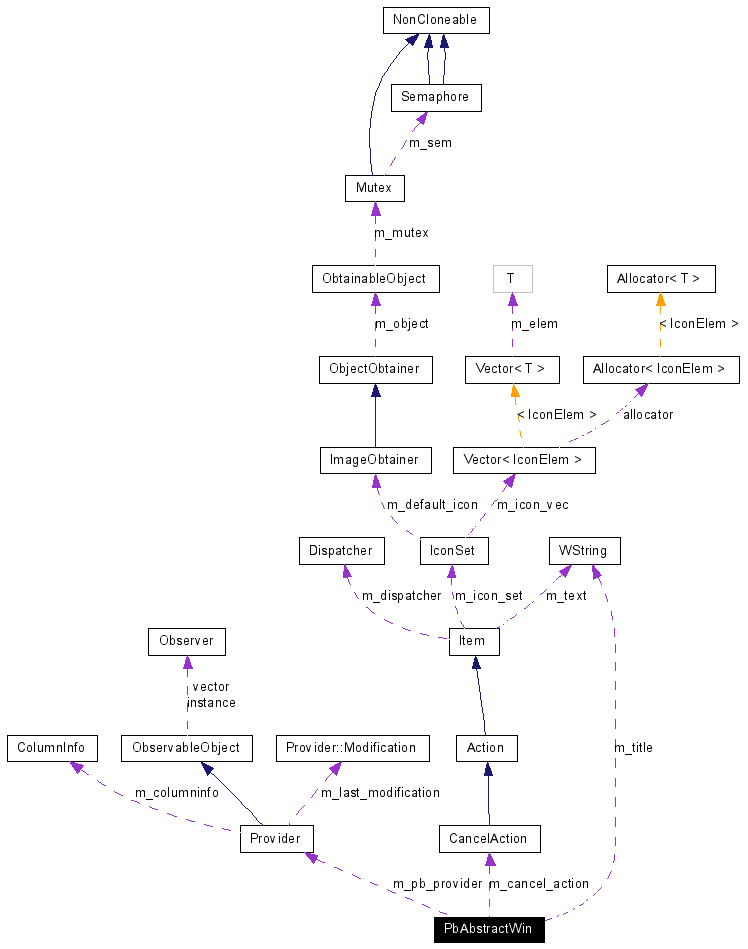 NonCloneable
Semaphore
m_sem
Mutex
m_mutex
ObtainableObject
T
Allocator< T >
m_object
m_elem
< IconElem >
ObjectObtainer
Vector< T >
Allocator< IconElem >
< IconElem >
allocator
ImageObtainer
Vector< IconElem >
m_default_icon
m_icon_vec
Dispatcher
IconSet
WString
m_dispatcher
m_icon_set
m_text
Observer
Item
vector
instance
ColumnInfo
ObservableObject
Provider::Modification
Action
m_title
m_columninfo
m_last_modification
Provider
CancelAction
m_pb_provider
m_cancel_action
PbAbstractWin